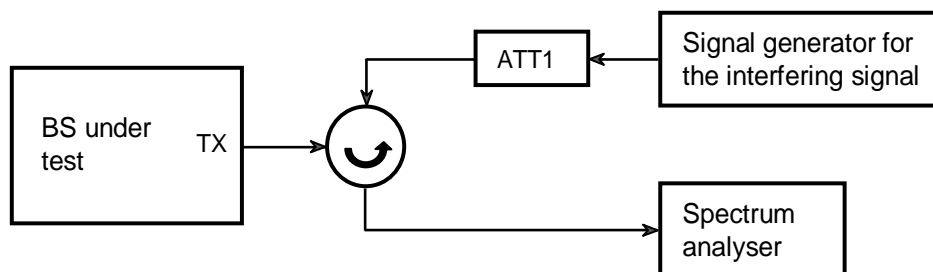 BS under
test
TX
ATT1
Signal generator for
the interfering signal
Spectrum
analyser